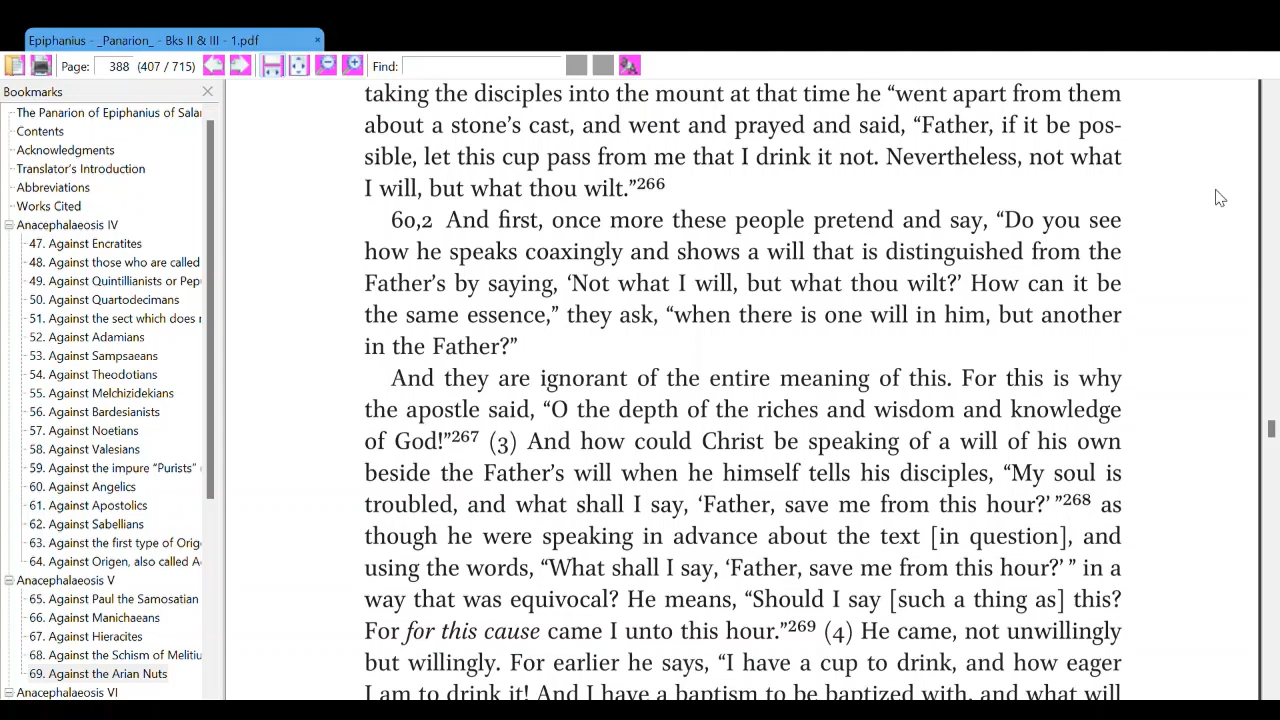 Epiphanius - _Panarion_ - Bks II & III - 1.pdf
×
Page: 388 (407 / 715)
Find:
Bookmarks
The Panarion of Epiphanius of Sala
Contents
Acknowledgments
Translator's Introduction
Abbreviations
Works Cited
Anacephalaeosis IV
47. Against Encratites
48. Against those who are called
49. Against Quintillianists or Pep
50. Against Quartodecimans
51. Against the sect which does r
52. Against Adamians
53. Against Sampsaeans
54. Against Theodotians
55. Against Melchizidekians
56. Against Bardesianists
57. Against Noetians
58. Against Valesians
59. Against the impure “Purists” (
60. Against Angelics
61. Against Apostolics
62. Against Sabellians
63. Against the first type of Orig
64. Against Origen, also called A
Anacephalaeosis V
65. Against Paul the Samosatian
66. Against Manichaeans
67. Against Hieracites
68. Against the Schism of Melitiu
69. Against the Arian Nuts
Anacephalaeosis VI
taking the disciples into the mount at that time he “went apart from them
about a stone’s cast, and went and prayed and said, “Father, if it be pos-
sible, let this cup pass from me that I drink it not. Nevertheless, not what
I will, but what thou wilt.”266
60,2 And first, once more these people pretend and say, “Do you see
how he speaks coaxingly and shows a will that is distinguished from the
Father’s by saying, ‘Not what I will, but what thou wilt?’ How can it be
the same essence,” they ask, “when there is one will in him, but another
in the Father?”
And they are ignorant of the entire meaning of this. For this is why
the apostle said, “O the depth of the riches and wisdom and knowledge
of God!”267 (3) And how could Christ be speaking of a will of his own
beside the Father’s will when he himself tells his disciples, “My soul is
troubled, and what shall I say, ‘Father, save me from this hour?’ ”268 as
though he were speaking in advance about the text [in question], and
using the words, “What shall I say, ‘Father, save me from this hour?’ ” in a
way that was equivocal? He means, “Should I say [such a thing as] this?
For for this cause came I unto this hour.”269 (4) He came, not unwillingly
but willingly. For earlier he says, “I have a cup to drink, and how eager
I am to drink it! And I have a baptism to be baptized with, and what will